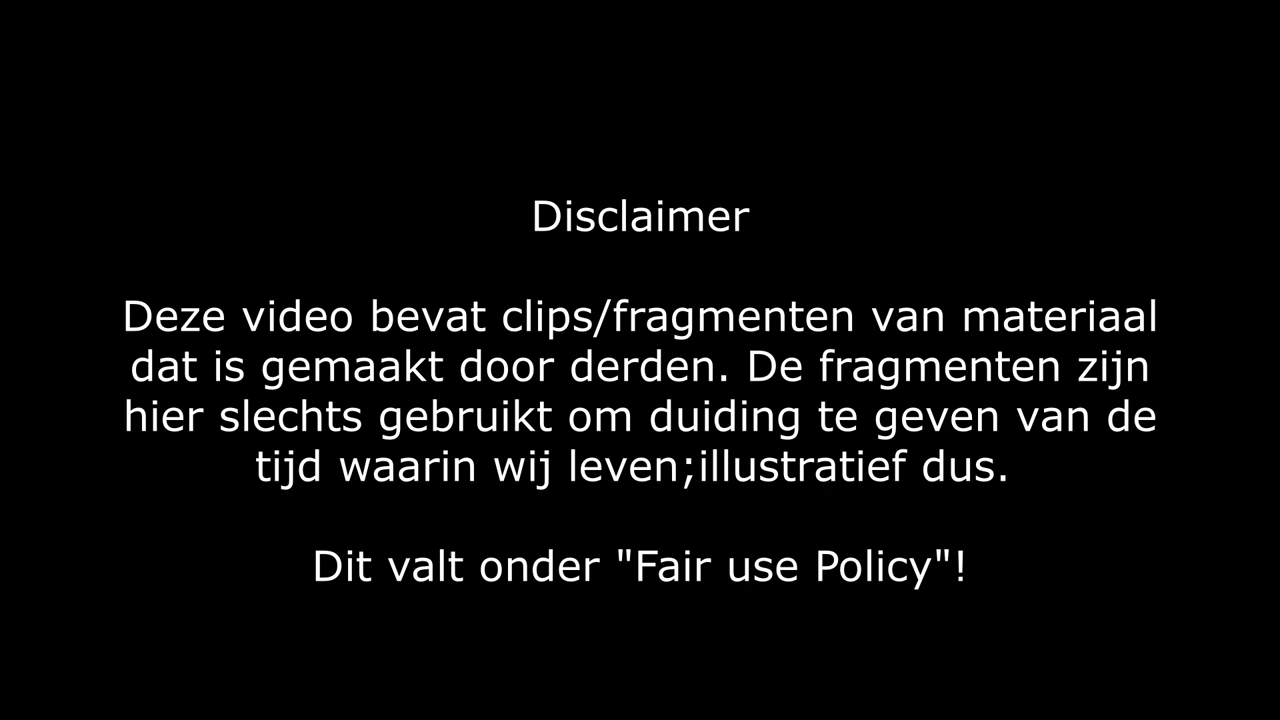 Disclaimer
Deze video bevat clips/fragmenten van materiaal
dat is gemaakt door derden. De fragmenten zijn
hier slechts gebruikt om duiding te geven van de
tijd waarin wij leven;illustratief dus.
Dit valt onder "Fair use Policy"!